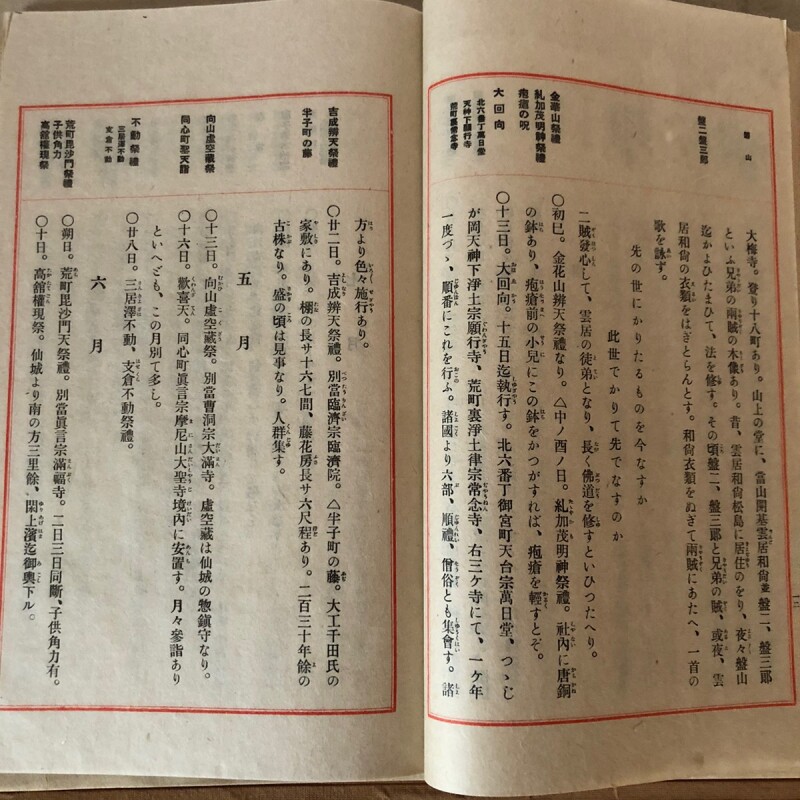 盤山
盤二盤三郎
金華山祭禮
糺加茂明神祭禮
疱瘡の呪
大回向
北六番丁萬日堂
天神下願行寺
荒町裏常念寺
大梅寺。登り十八町あり。山上の堂に、當山開基雲居和尙並盤二、盤三郎
といふ兄弟の兩賊の木像あり。昔、雲居和尙松島に居住のをり、夜々盤山
迄かよひたまひて、法を修す。その頃盤二、盤三郎と兄弟の賊、或夜、雲
居和尙の衣類をはぎとらんとす。和尙衣類をぬぎて兩賊にあたへ、一首の
歌を詠ず。
先の世にかりたるものを今なすか
此世でかりて先でなすのか
二賊發心して、雲居の徒弟となり、長く佛道を修すといひつたへり。
〇初巳。金花山辨天祭禮なり。△中ノ酉ノ日。糺加茂明神祭禮。社內に唐銅
の鉢あり、疱瘡前の小兒にこの鉢をかつがすれば、疱瘡を輕すとぞ。
〇十三日。大回向。十五日迄執行す。北六番丁御宮町天台宗萬日堂、つゝじ
が岡天神下淨土宗願行寺、荒町裏淨土律宗常念寺、右三ケ寺にて、一ケ年
一度づゝ、順番にこれを行ふ。諸國より六部、順禮、僧俗とも集會す。諸
吉成辨天祭禮
半子町の藤
向山虛空藏祭
同心町聖天詣
不動祭禮
三居澤不動
支倉不動
荒町毘沙門祭禮
子供角力
高舘權現祭
方より色々施行あり。
〇廿二日。吉成辨天祭禮。別當臨濟宗臨濟院。△半子町の藤。大工千田氏の
家敷にあり。棚の長サ十六七間、藤花房長サ六尺程あり。二百三十年餘の
古株なり。盛の頃は見事なり。人群集す。
五月
〇十三日。向山虛空藏祭。別當曹洞宗大滿寺。虛空藏は仙城の惣鎭守なり。
〇十六日。歡喜天。同心町眞言宗摩尼山大聖寺境內に安置す。月々參詣あり
といへども、この月別て多し。
〇廿八日。三居澤不動、支倉不動祭禮。
六月
〇朔日。荒町毘沙門天祭禮。別當眞言宗滿福寺。二日三日同斷、子供角力有。
〇十日。高舘權現祭。仙城より南の方三里餘、閖上濱迄御輿下ル。